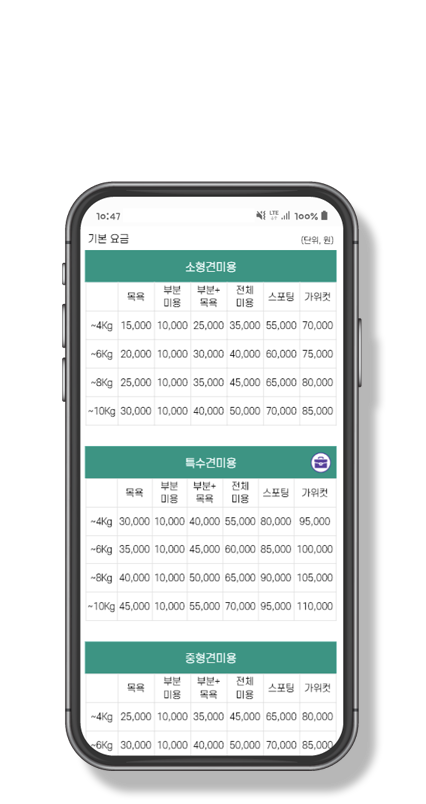 10:47 LTE 100%
기본 요금 (단위, 원)
소형견미용
목욕 부분 미용 부분+ 목욕 전체 미용 스포팅 가위컷
~4Kg 15,000 10,000 25,000 35,000 55,000 70,000
~6Kg 20,000 10,000 30,000 40,000 60,000 75,000
~8Kg 25,000 10,000 35,000 45,000 65,000 80,000
~10Kg 30,000 10,000 40,000 50,000 70,000 85,000
특수견미용
목욕 부분 미용 부분+ 목욕 전체 미용 스포팅 가위컷
~4Kg 30,000 10,000 40,000 55,000 80,000 95,000
~6Kg 35,000 10,000 45,000 60,000 85,000 100,000
~8Kg 40,000 10,000 50,000 65,000 90,000 105,000
~10Kg 45,000 10,000 55,000 70,000 95,000 110,000
중형견미용
목욕 부분 미용 부분+ 목욕 전체 미용 스포팅 가위컷
~4Kg 25,000 10,000 35,000 45,000 65,000 80,000
~6Kg 30,000 10,000 40,000 50,000 70,000 85,000